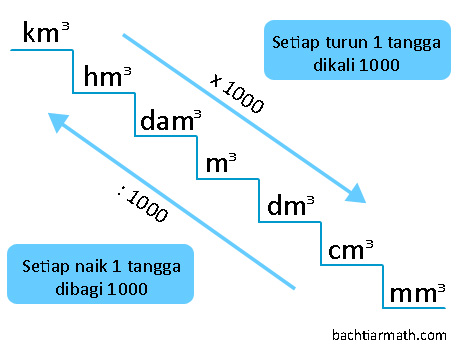 km³
Setiap turun 1 tangga
dikali 1000
hm³
x 1000
dam³
m³
: 1000
dm³
cm³
Setiap naik 1 tangga
dibagi 1000
mm³
bachtiarmath.com